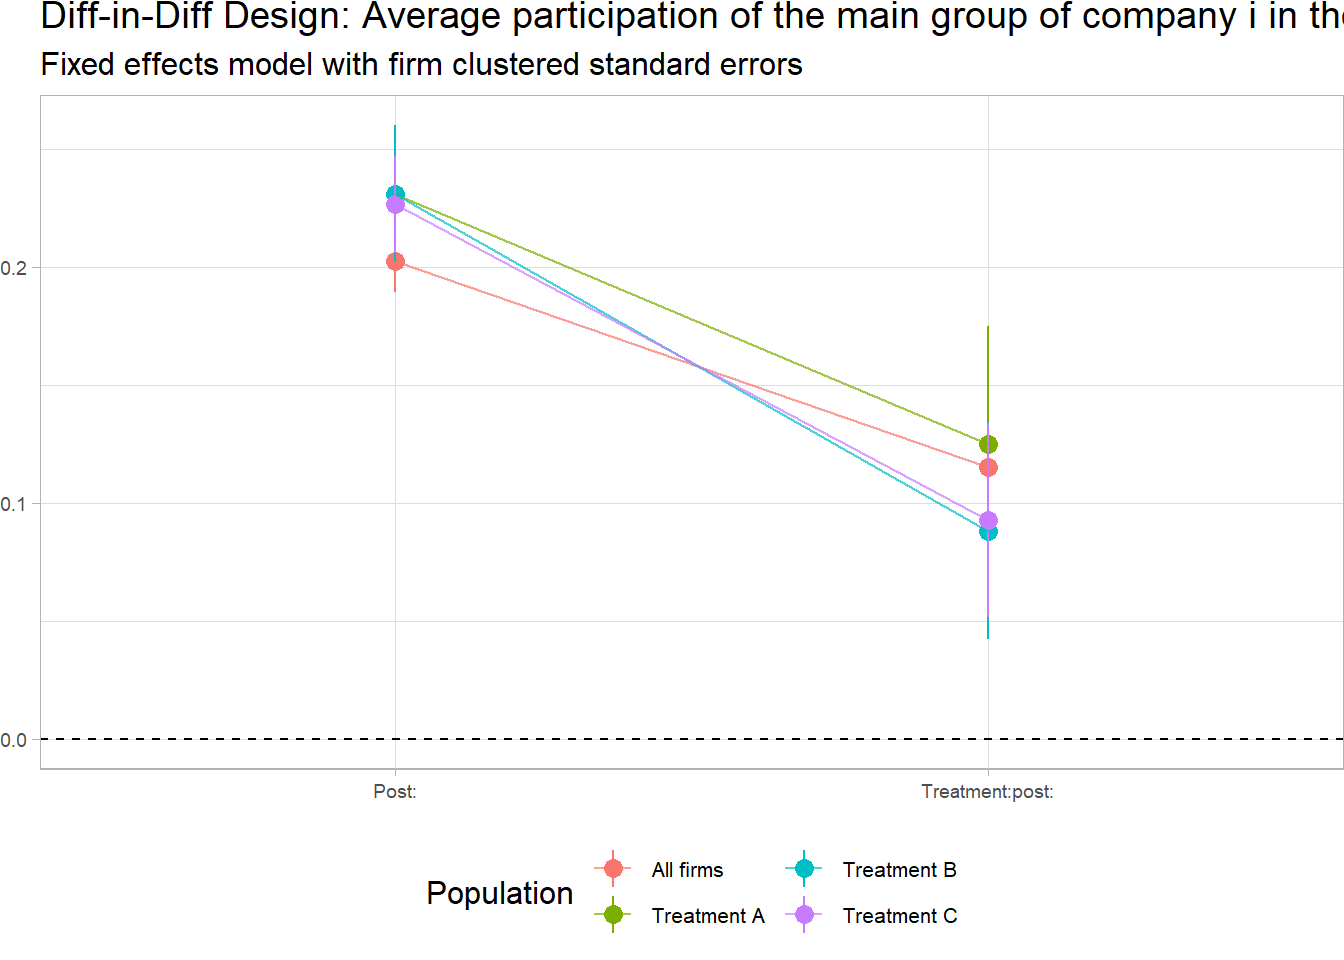 Diff-in-Diff Design: Average participation of the main group of company i in the
Fixed effects model with firm clustered standard errors
0.2
0.1
0.0
Post:
Treatment:post:
Population
All firms
Treatment B
Treatment A
Treatment C